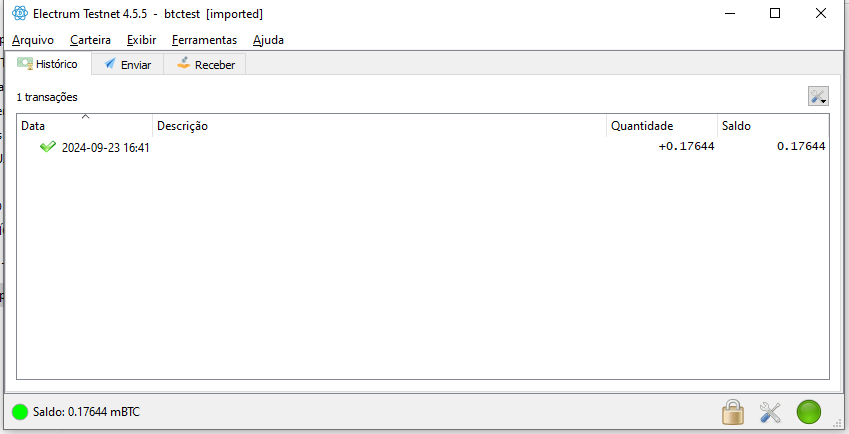 Electrum Testnet 4.5.5 - btctest [imported]
Arquivo Carteira Exibir Ferramentas Ajuda
Histórico Enviar Receber
1 transações
Data Descrição Quantidade Saldo
2024-09-23 16:41 +0.17644 0.17644
Saldo: 0.17644 mBTC